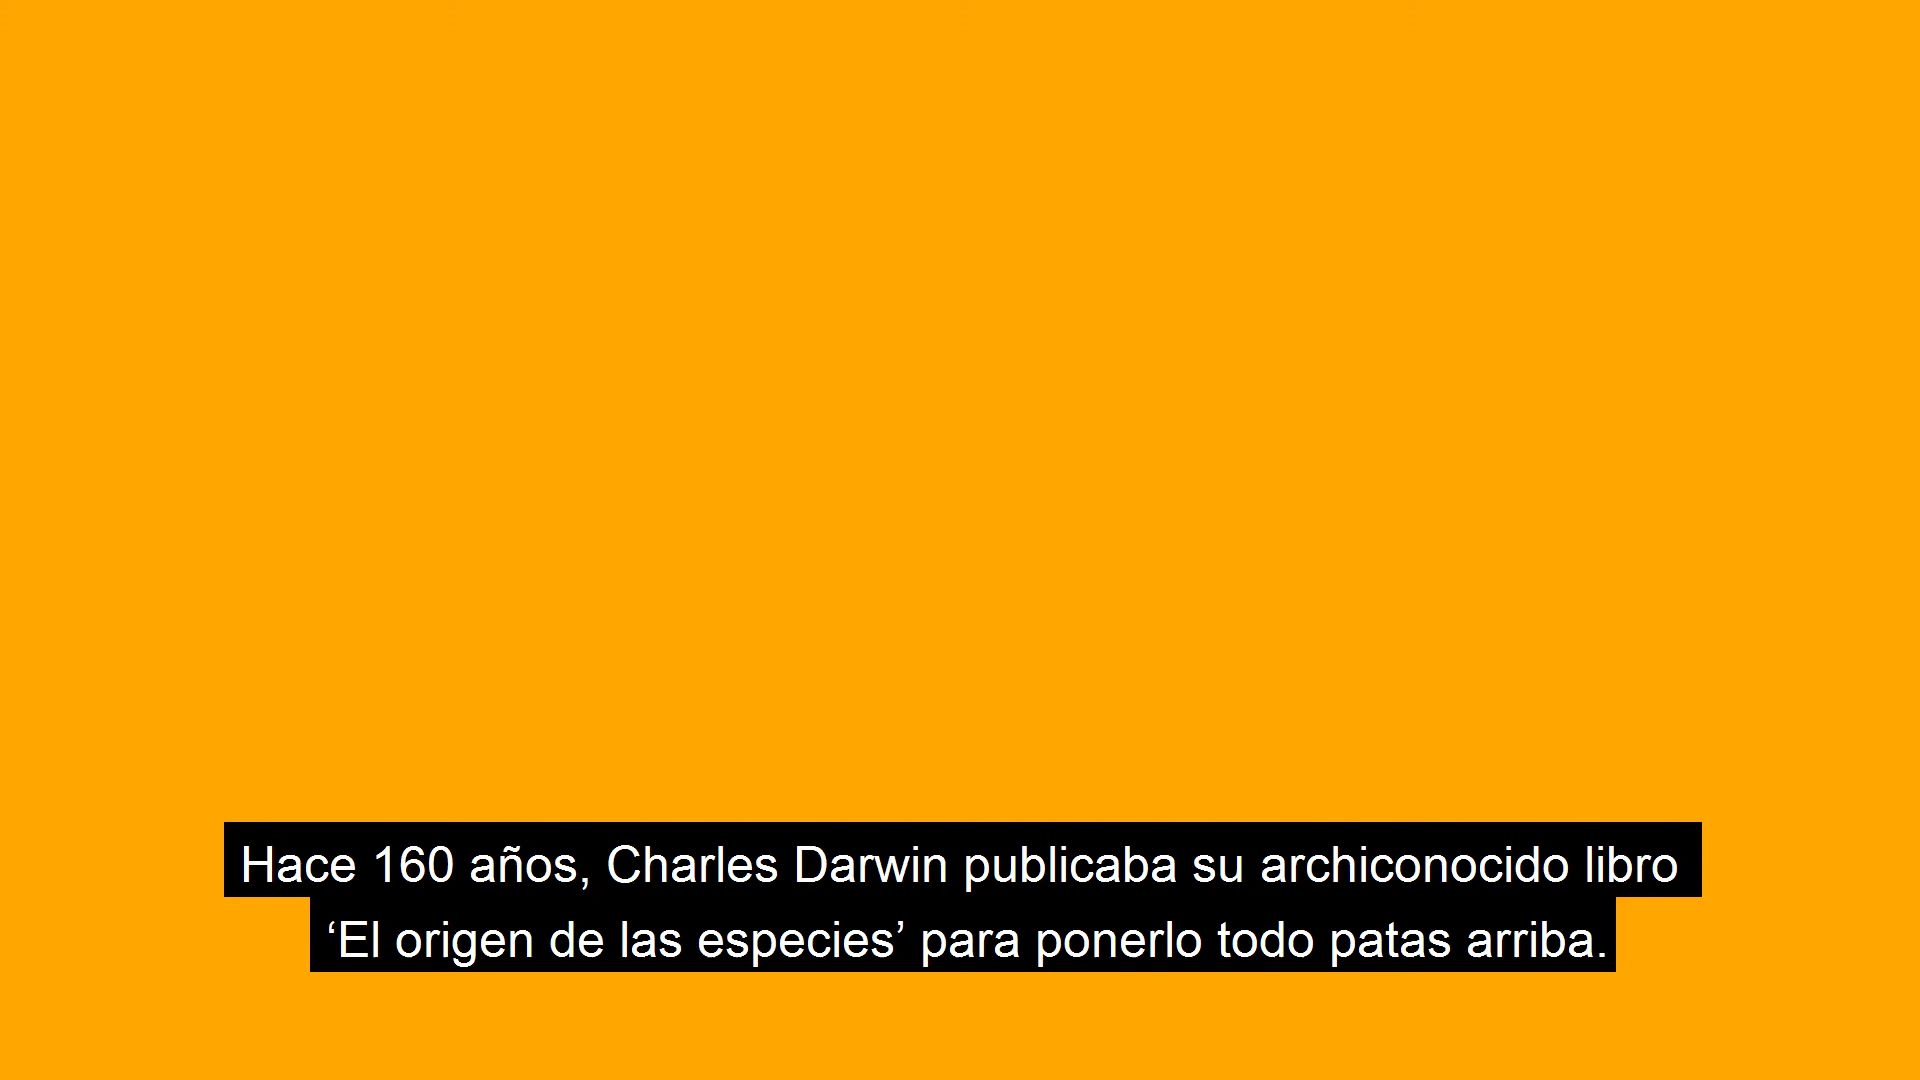 Hace 160 años, Charles Darwin publicaba su archiconocido libro
‘El origen de las especies’ para ponerlo todo patas arriba.